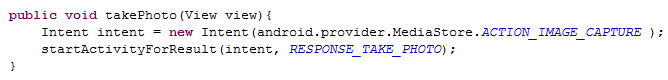 public void takePhoto(View view){
    Intent intent = new Intent(android.provider.MediaStore.ACTION_IMAGE_CAPTURE );
    startActivityForResult(intent, RESPONSE_TAKE_PHOTO);
}